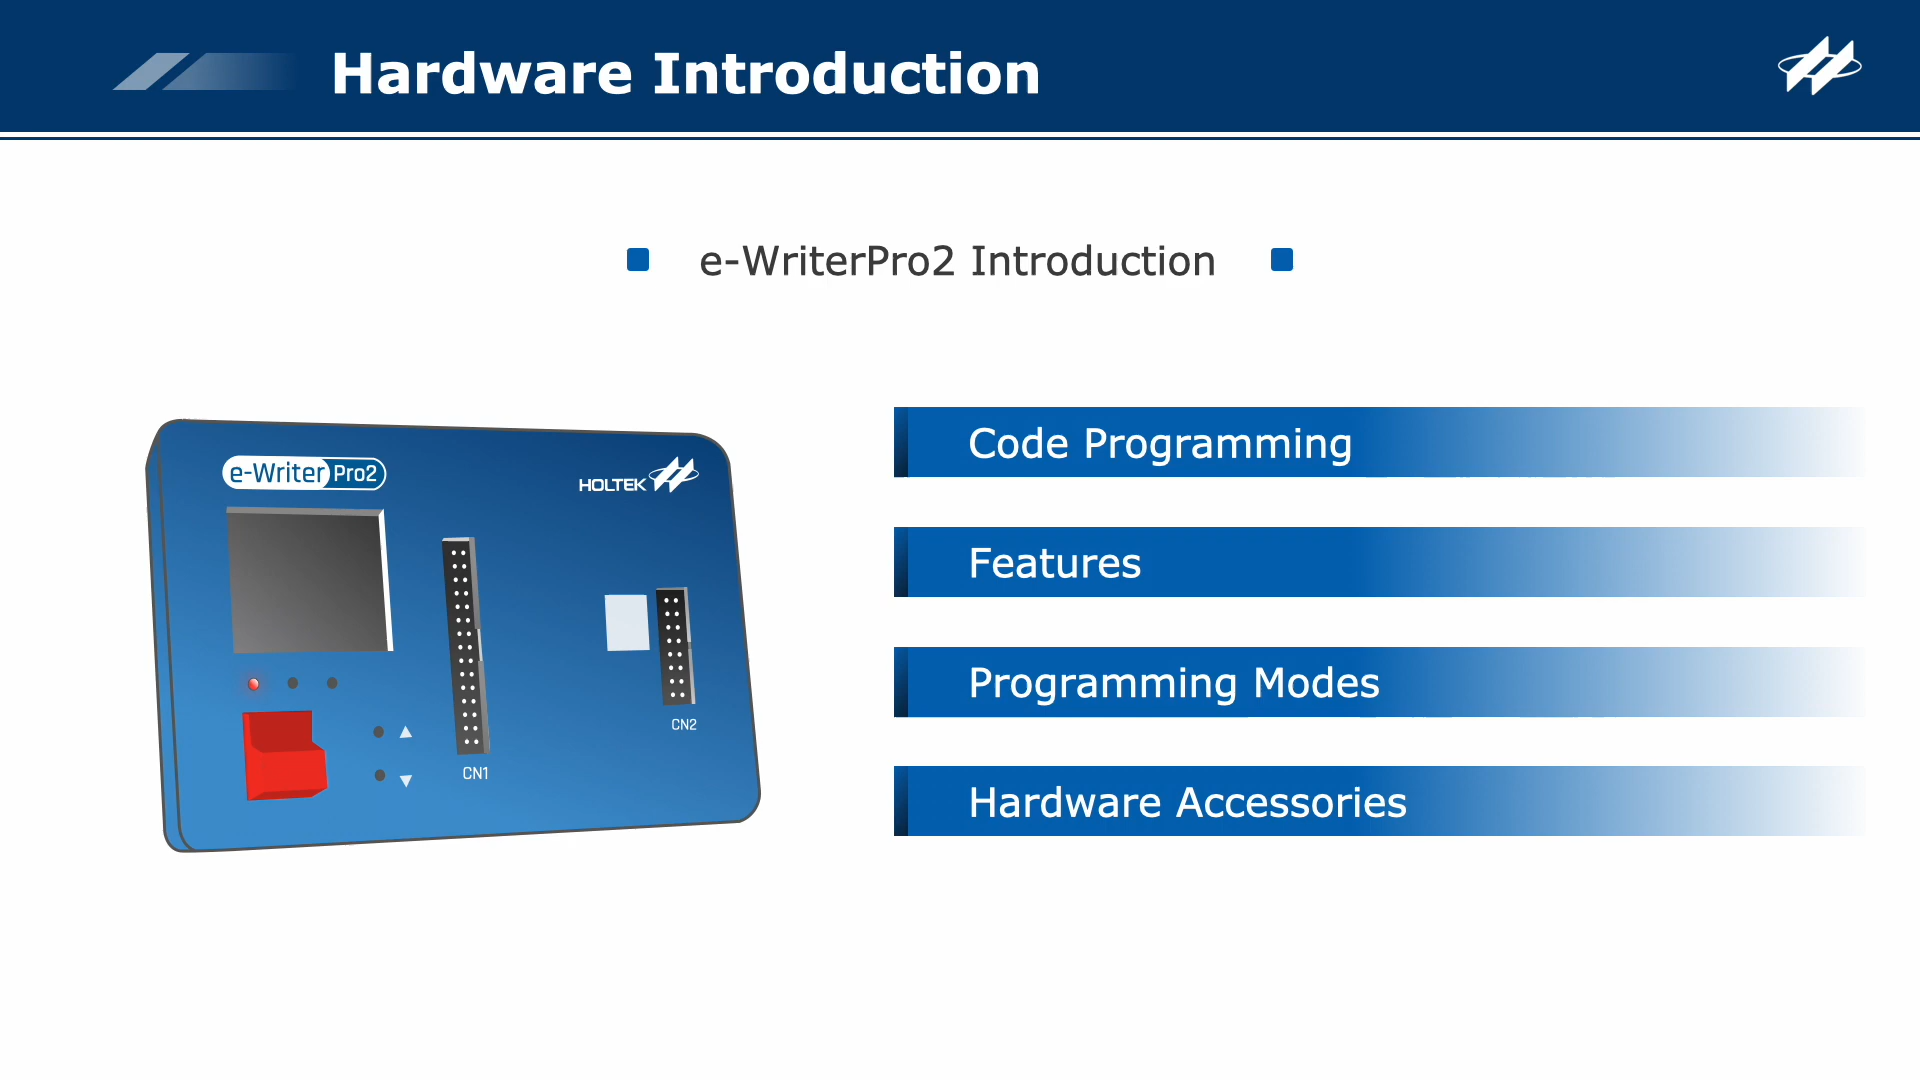 Hardware Introduction
e-WriterPro2 Introduction
e-Writer Pro2
HOLTEK
CN1
CN2
Code Programming
Features
Programming Modes
Hardware Accessories